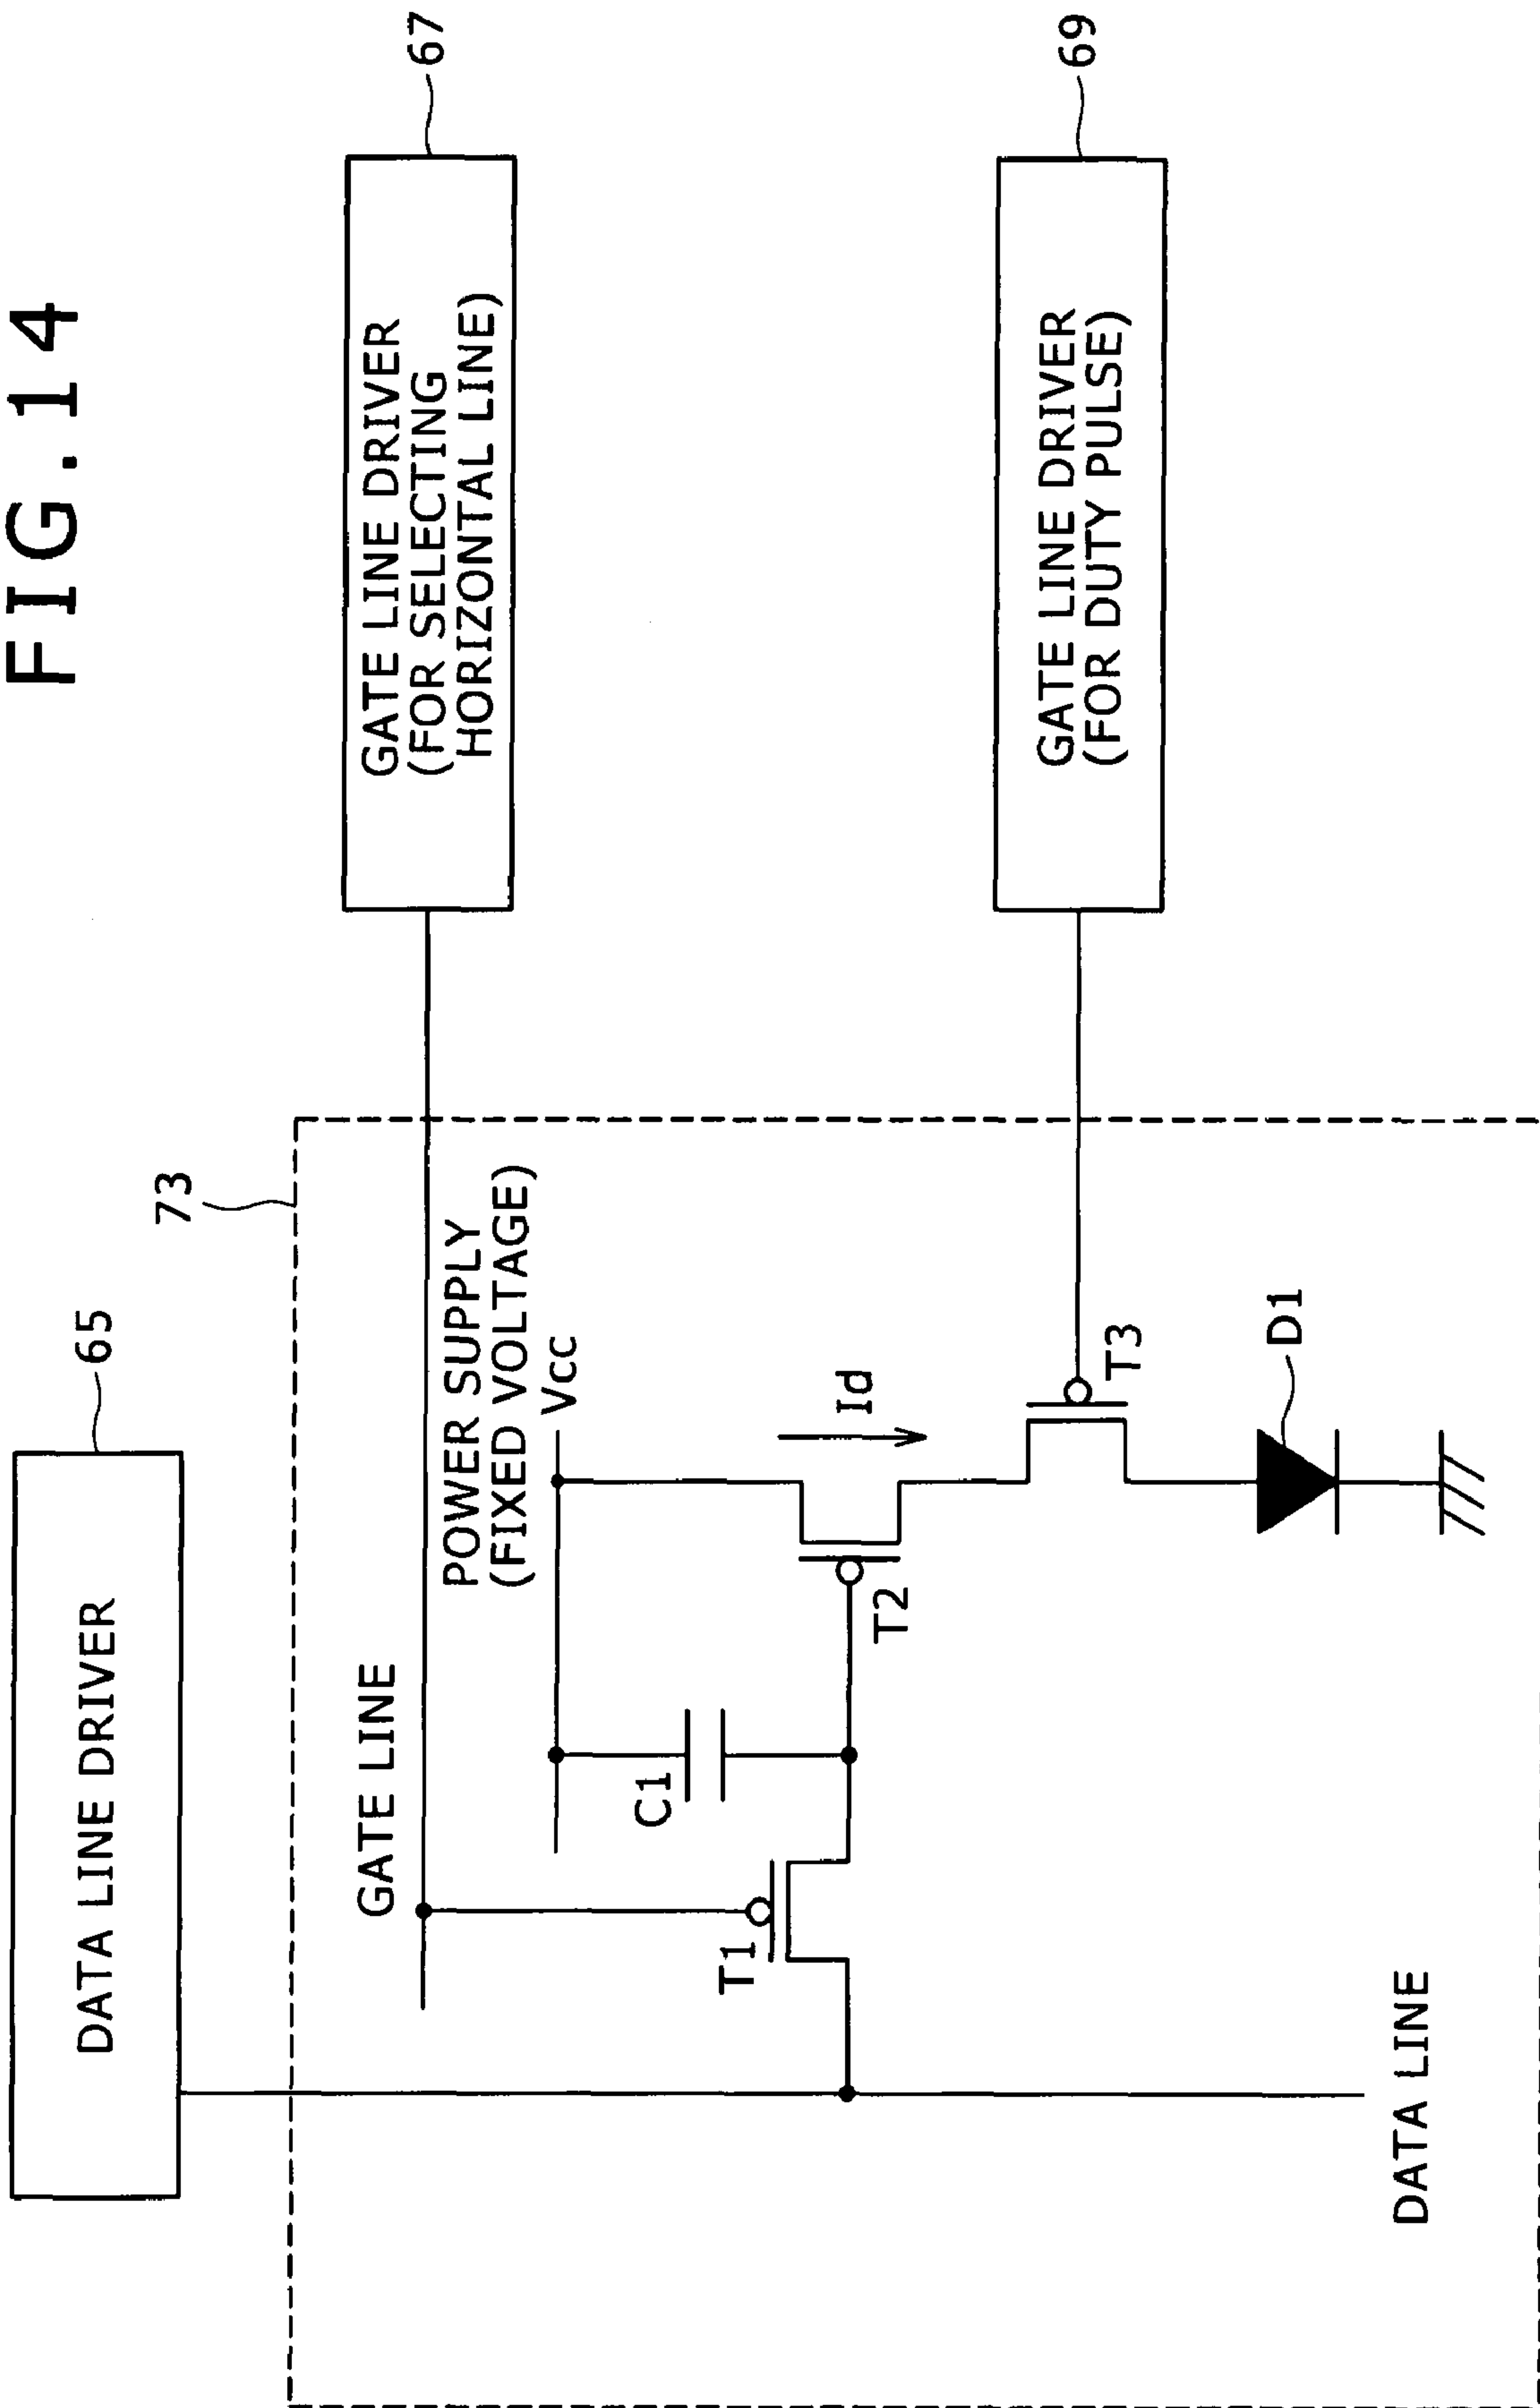 FIG.14
DATA LINE DRIVER
65
73
GATE LINE
GATE LINE DRIVER
(FOR SELECTING
HORIZONTAL LINE)
67
POWER SUPPLY
(FIXED VOLTAGE)
Vcc
C1
T1
T2
Id
T3
GATE LINE DRIVER
(FOR DUTY PULSE)
69
D1
DATA LINE